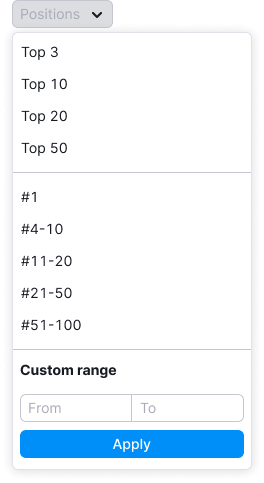 Positions
Top 3
Top 10
Top 20
Top 50
#1
#4-10
#11-20
#21-50
#51-100
Custom range
From To
Apply